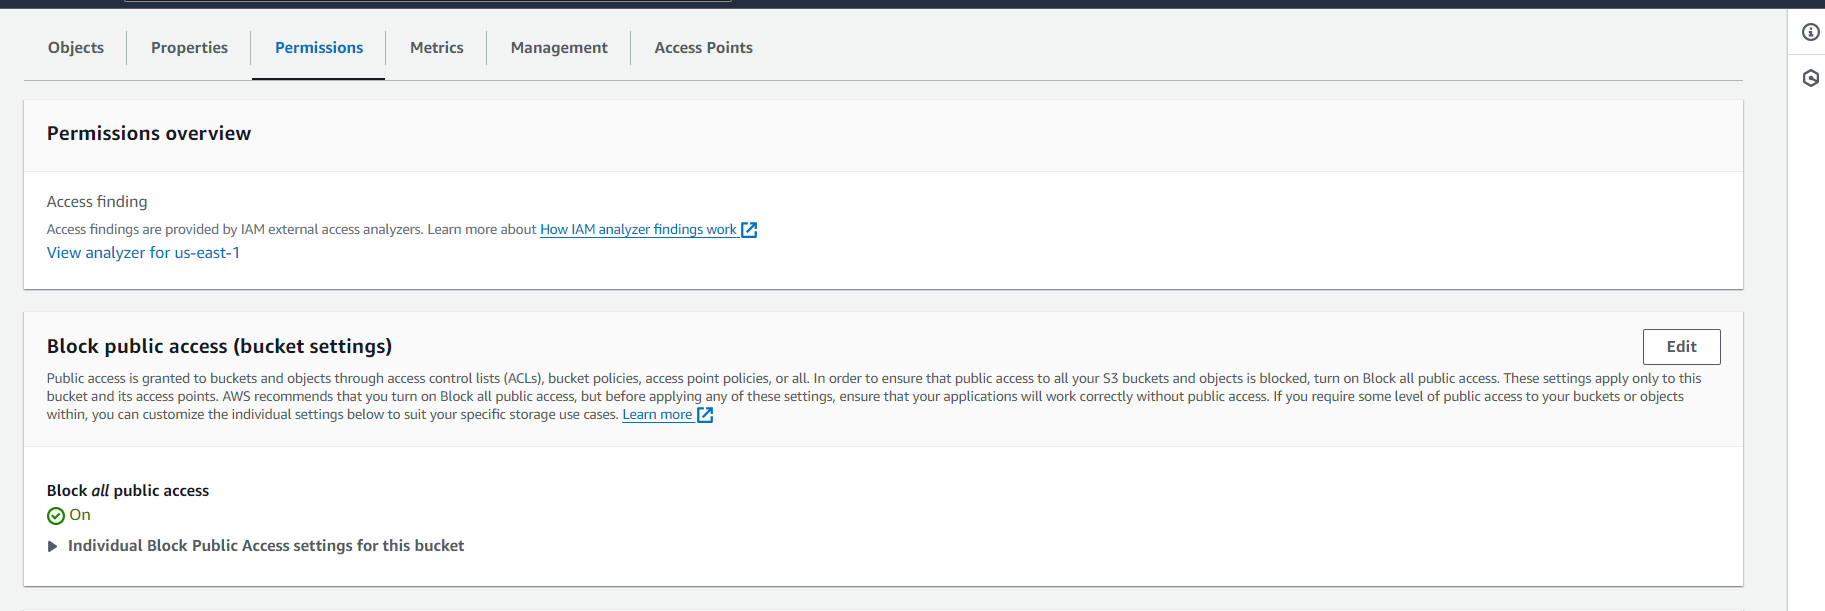 Objects
Properties
Permissions
Metrics
Management
Access Points
Permissions overview
Access finding
Access findings are provided by IAM external access analyzers. Learn more about How IAM analyzer findings work
View analyzer for us-east-1
Block public access (bucket settings)
Edit
Public access is granted to buckets and objects through access control lists (ACLs), bucket policies, access point policies, or all. In order to ensure that public access to all your S3 buckets and objects is blocked, turn on Block all public access. These settings apply only to this
bucket and its access points. AWS recommends that you turn on Block all public access, but before applying any of these settings, ensure that your applications will work correctly without public access. If you require some level of public access to your buckets or objects
within, you can customize the individual settings below to suit your specific storage use cases. Learn more
Block all public access
On
Individual Block Public Access settings for this bucket